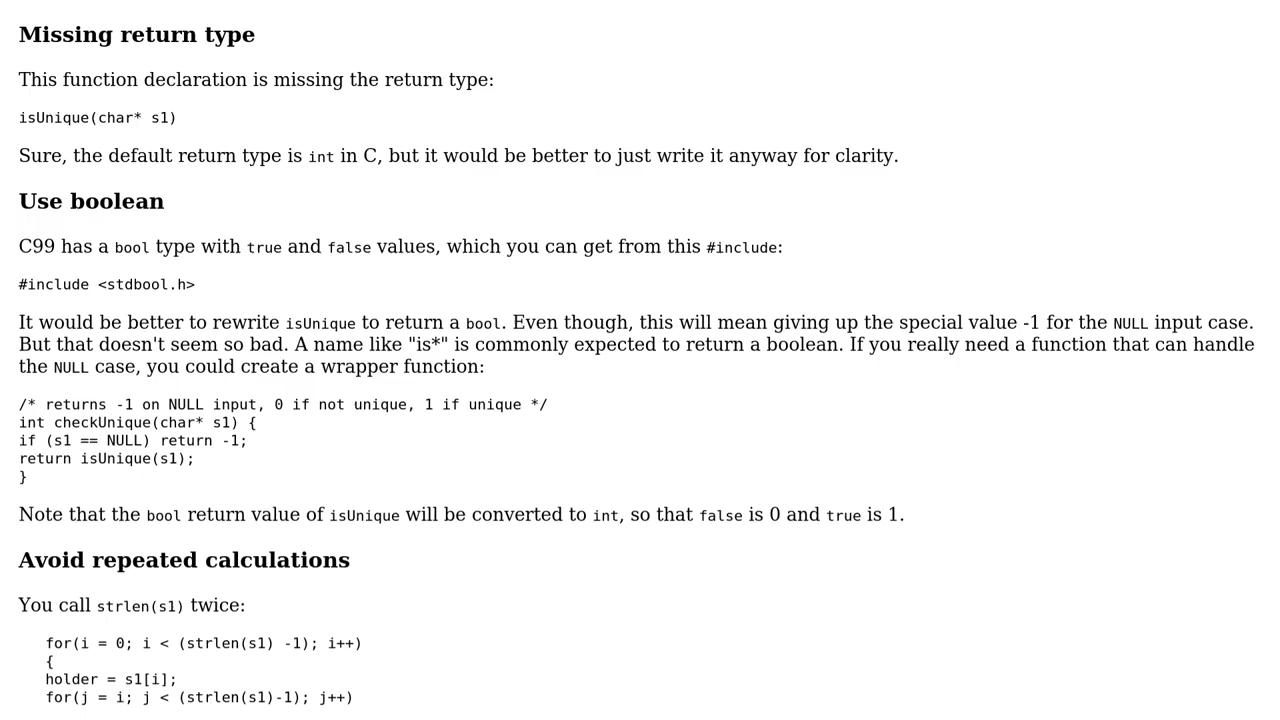 Missing return type
This function declaration is missing the return type:
isUnique(char* s1)
Sure, the default return type is int in C, but it would be better to just write it anyway for clarity.
Use boolean
C99 has a bool type with true and false values, which you can get from this #include:
#include <stdbool.h>
It would be better to rewrite isUnique to return a bool. Even though, this will mean giving up the special value -1 for the NULL input case.
But that doesn't seem so bad. A name like "is*" is commonly expected to return a boolean. If you really need a function that can handle
the NULL case, you could create a wrapper function:
/* returns -1 on NULL input, 0 if not unique, 1 if unique */
int checkUnique(char* s1) {
if (s1 == NULL) return -1;
return isUnique(s1);
}
Note that the bool return value of isUnique will be converted to int, so that false is 0 and true is 1.
Avoid repeated calculations
You call strlen(s1) twice:
for(i = 0; i < (strlen(s1) -1); i++)
{
holder = s1[i];
for(j = i; j < (strlen(s1)-1); j++)